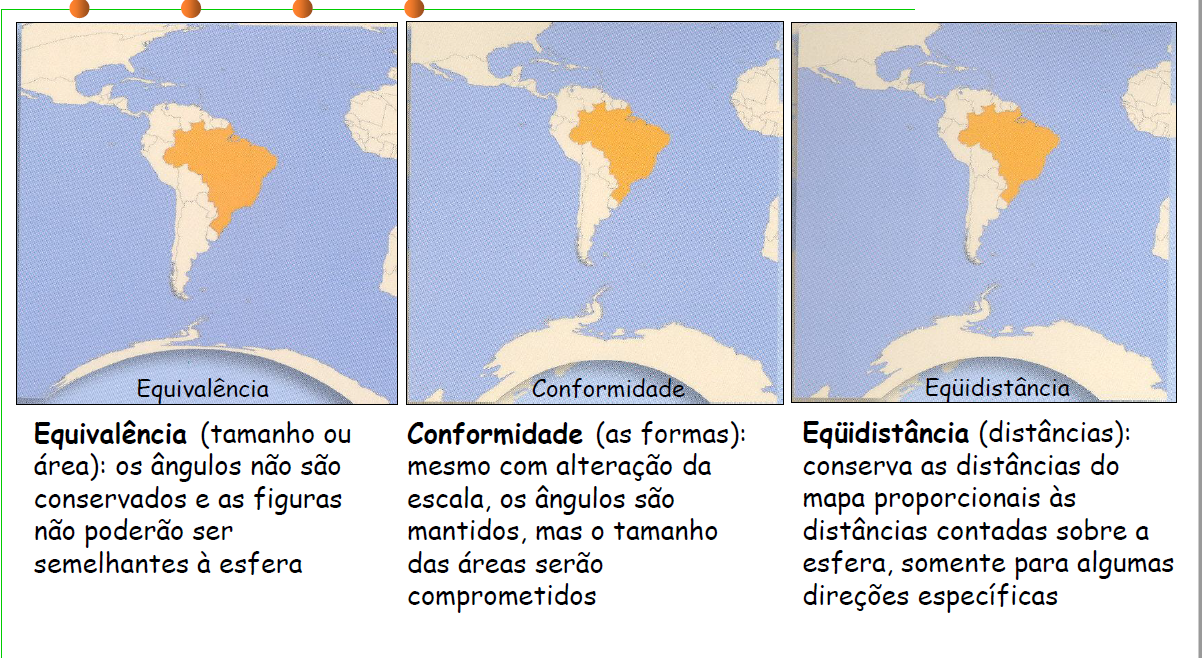 Equivalência
Conformidade
Eqüidistância
Equivalência (tamanho ou
área): os ângulos não são
conservados e as figuras
não poderão ser
semelhantes à esfera
Conformidade (as formas):
mesmo com alteração da
escala, os ângulos são
mantidos, mas o tamanho
das áreas serão
comprometidos
Eqüidistância (distâncias):
conserva as distâncias do
mapa proporcionais às
distâncias contadas sobre a
esfera, somente para algumas
direções específicas